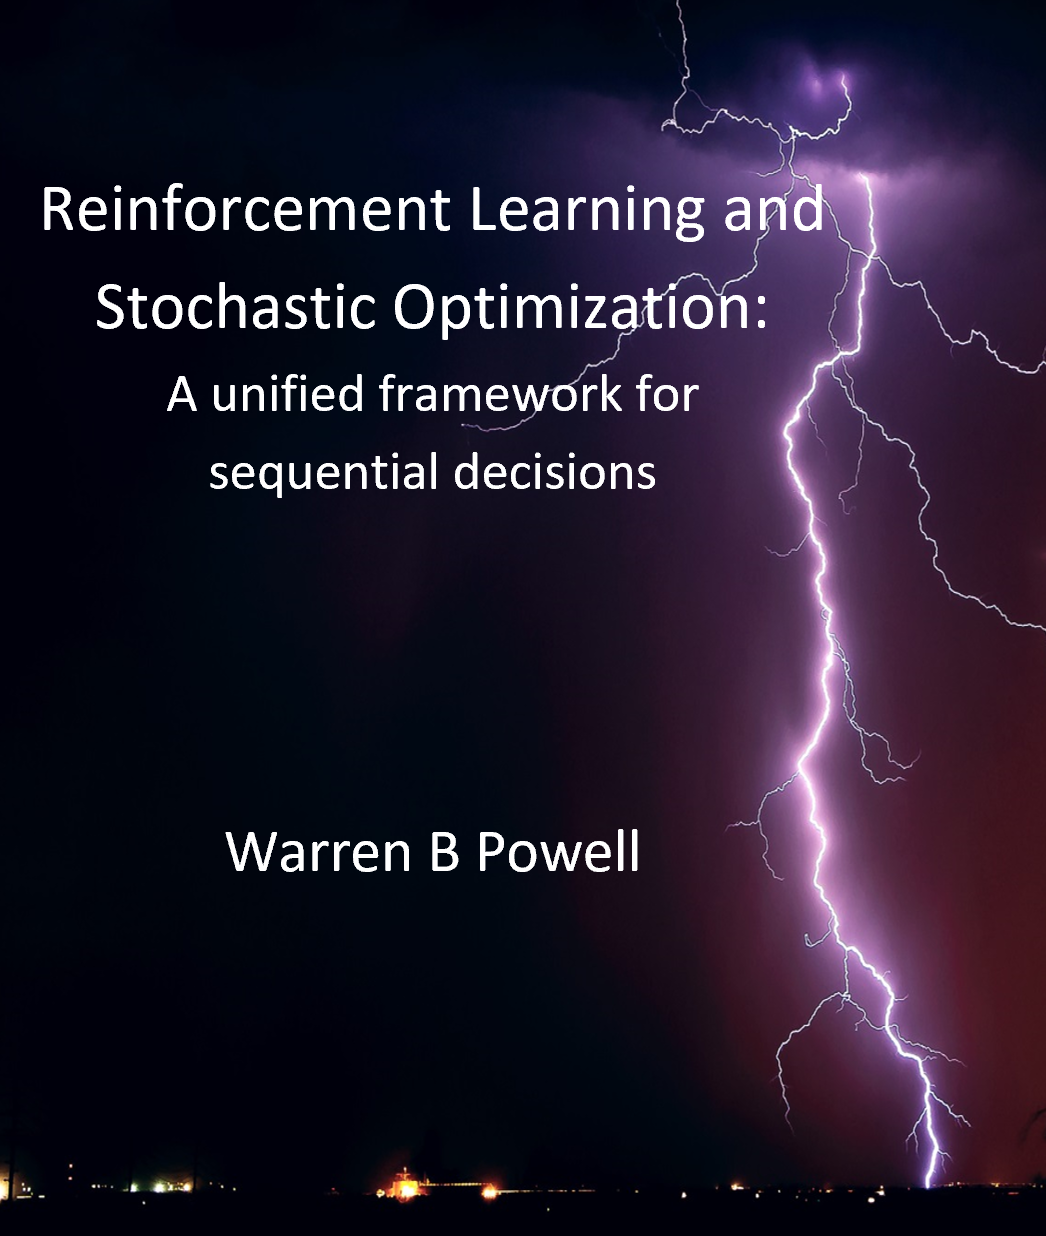 Reinforcement Learning and
Stochastic Optimization:
A unified framework for
sequential decisions
Warren B Powell